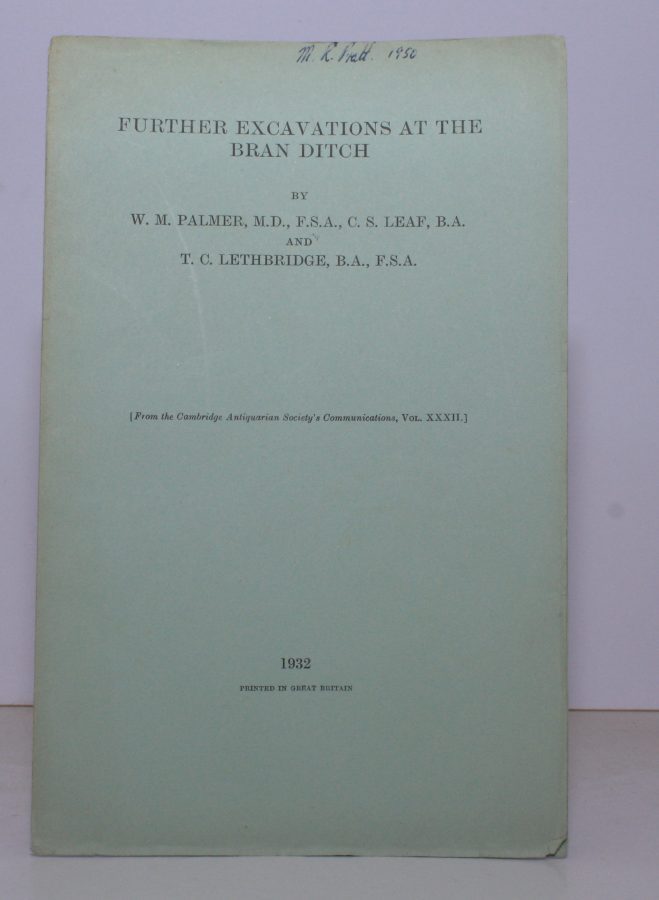 M. R. Pratt. 1950
FURTHER EXCAVATIONS AT THE
BRAN DITCH
BY
W. M. PALMER, M.D., F.S.A., C. S. LEAF, B.A.
AND
T. C. LETHBRIDGE, B.A., F.S.A.
[From the Cambridge Antiquarian Society's Communications, VOL. XXXII.]
1932
PRINTED IN GREAT BRITAIN